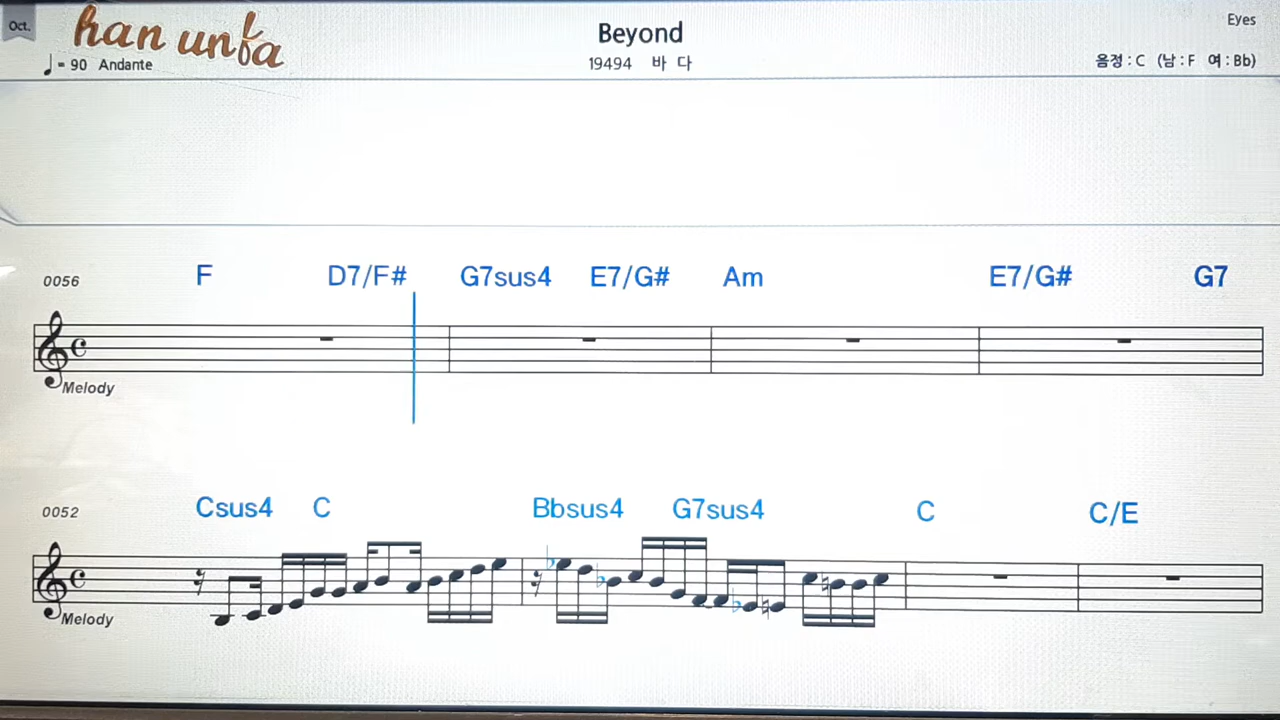 Oct.
han unfa
Beyond
Eyes
♩ = 90 Andante
19494 바 다
음정 : C (남 : F 여 : Bb)
0056
F D7/F# G7sus4 E7/G# Am E7/G# G7
Melody
0052
Csus4 C Bbsus4 G7sus4 C C/E
Melody